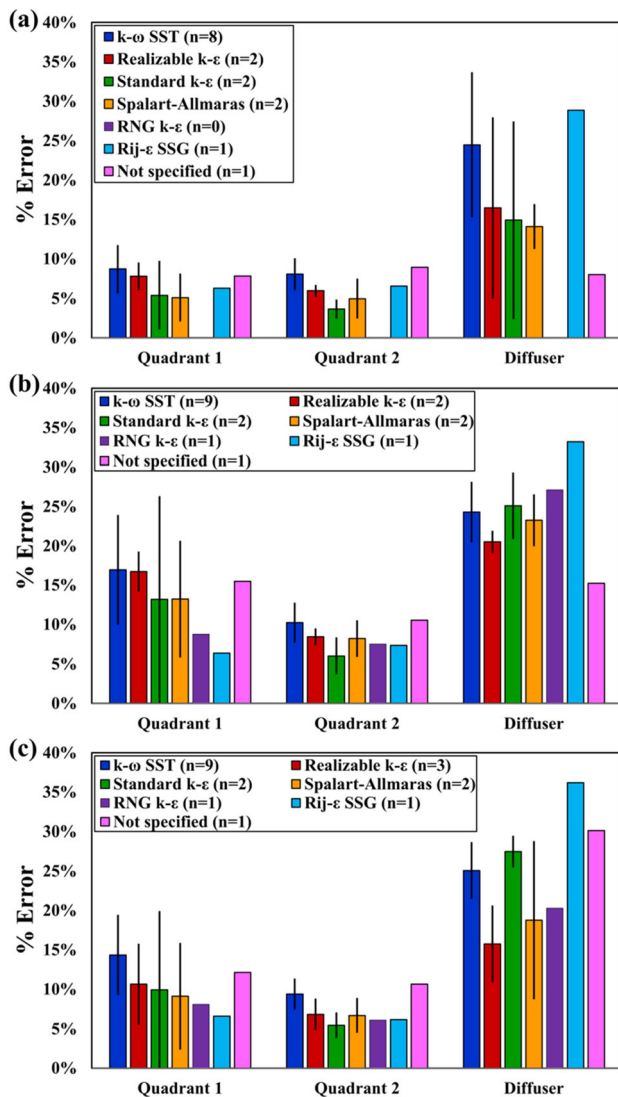 (a)
40%
35%
30%
25%
20%
15%
10%
5%
0%
% Error
k-ω SST (n=8)
Realizable k-ε (n=2)
Standard k-ε (n=2)
Spalart-Allmaras (n=2)
RNG k-ε (n=0)
Rij-ε SSG (n=1)
Not specified (n=1)
Quadrant 1 Quadrant 2 Diffuser
(b)
40%
35%
30%
25%
20%
15%
10%
5%
0%
% Error
k-ω SST (n=9) Realizable k-ε (n=2)
Standard k-ε (n=2) Spalart-Allmaras (n=2)
RNG k-ε (n=1) Rij-ε SSG (n=1)
Not specified (n=1)
Quadrant 1 Quadrant 2 Diffuser
(c)
40%
35%
30%
25%
20%
15%
10%
5%
0%
% Error
k-ω SST (n=9) Realizable k-ε (n=3)
Standard k-ε (n=2) Spalart-Allmaras (n=2)
RNG k-ε (n=1) Rij-ε SSG (n=1)
Not specified (n=1)
Quadrant 1 Quadrant 2 Diffuser